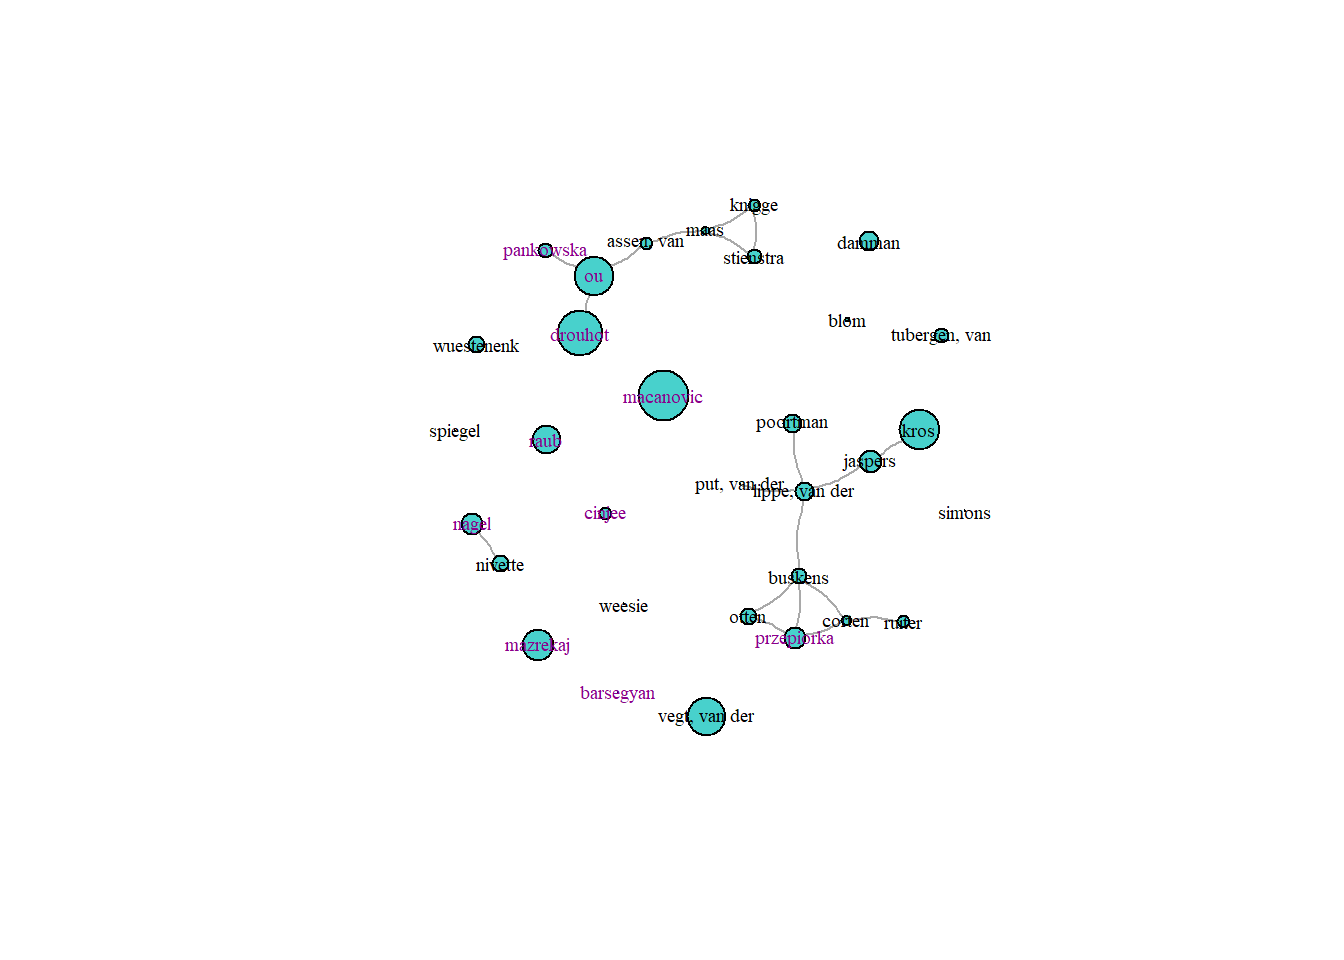 knigge
maas
assen, van
damman
pankowska
stienstra
ou
blom
drouhot
tubergen, van
wuestenenk
macanovic
poortman
spiegel
raub
kros
jaspers
put, van der
lippe, van der
cinjee
simons
nagel
nivette
buskens
weesie
otten
corten
ruiter
przepiorka
mazrekaj
barsegyan
vegt, van der